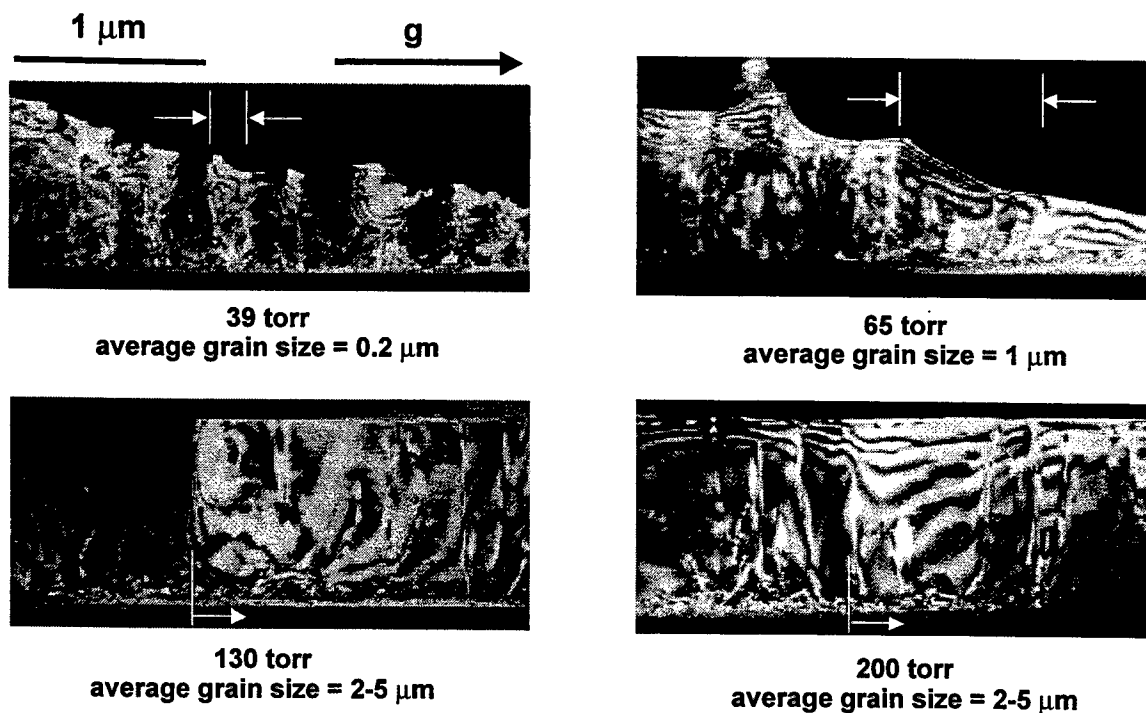 1 μm
g
39 torr
average grain size = 0.2 μm
65 torr
average grain size = 1 μm
130 torr
average grain size = 2-5 μm
200 torr
average grain size = 2-5 μm